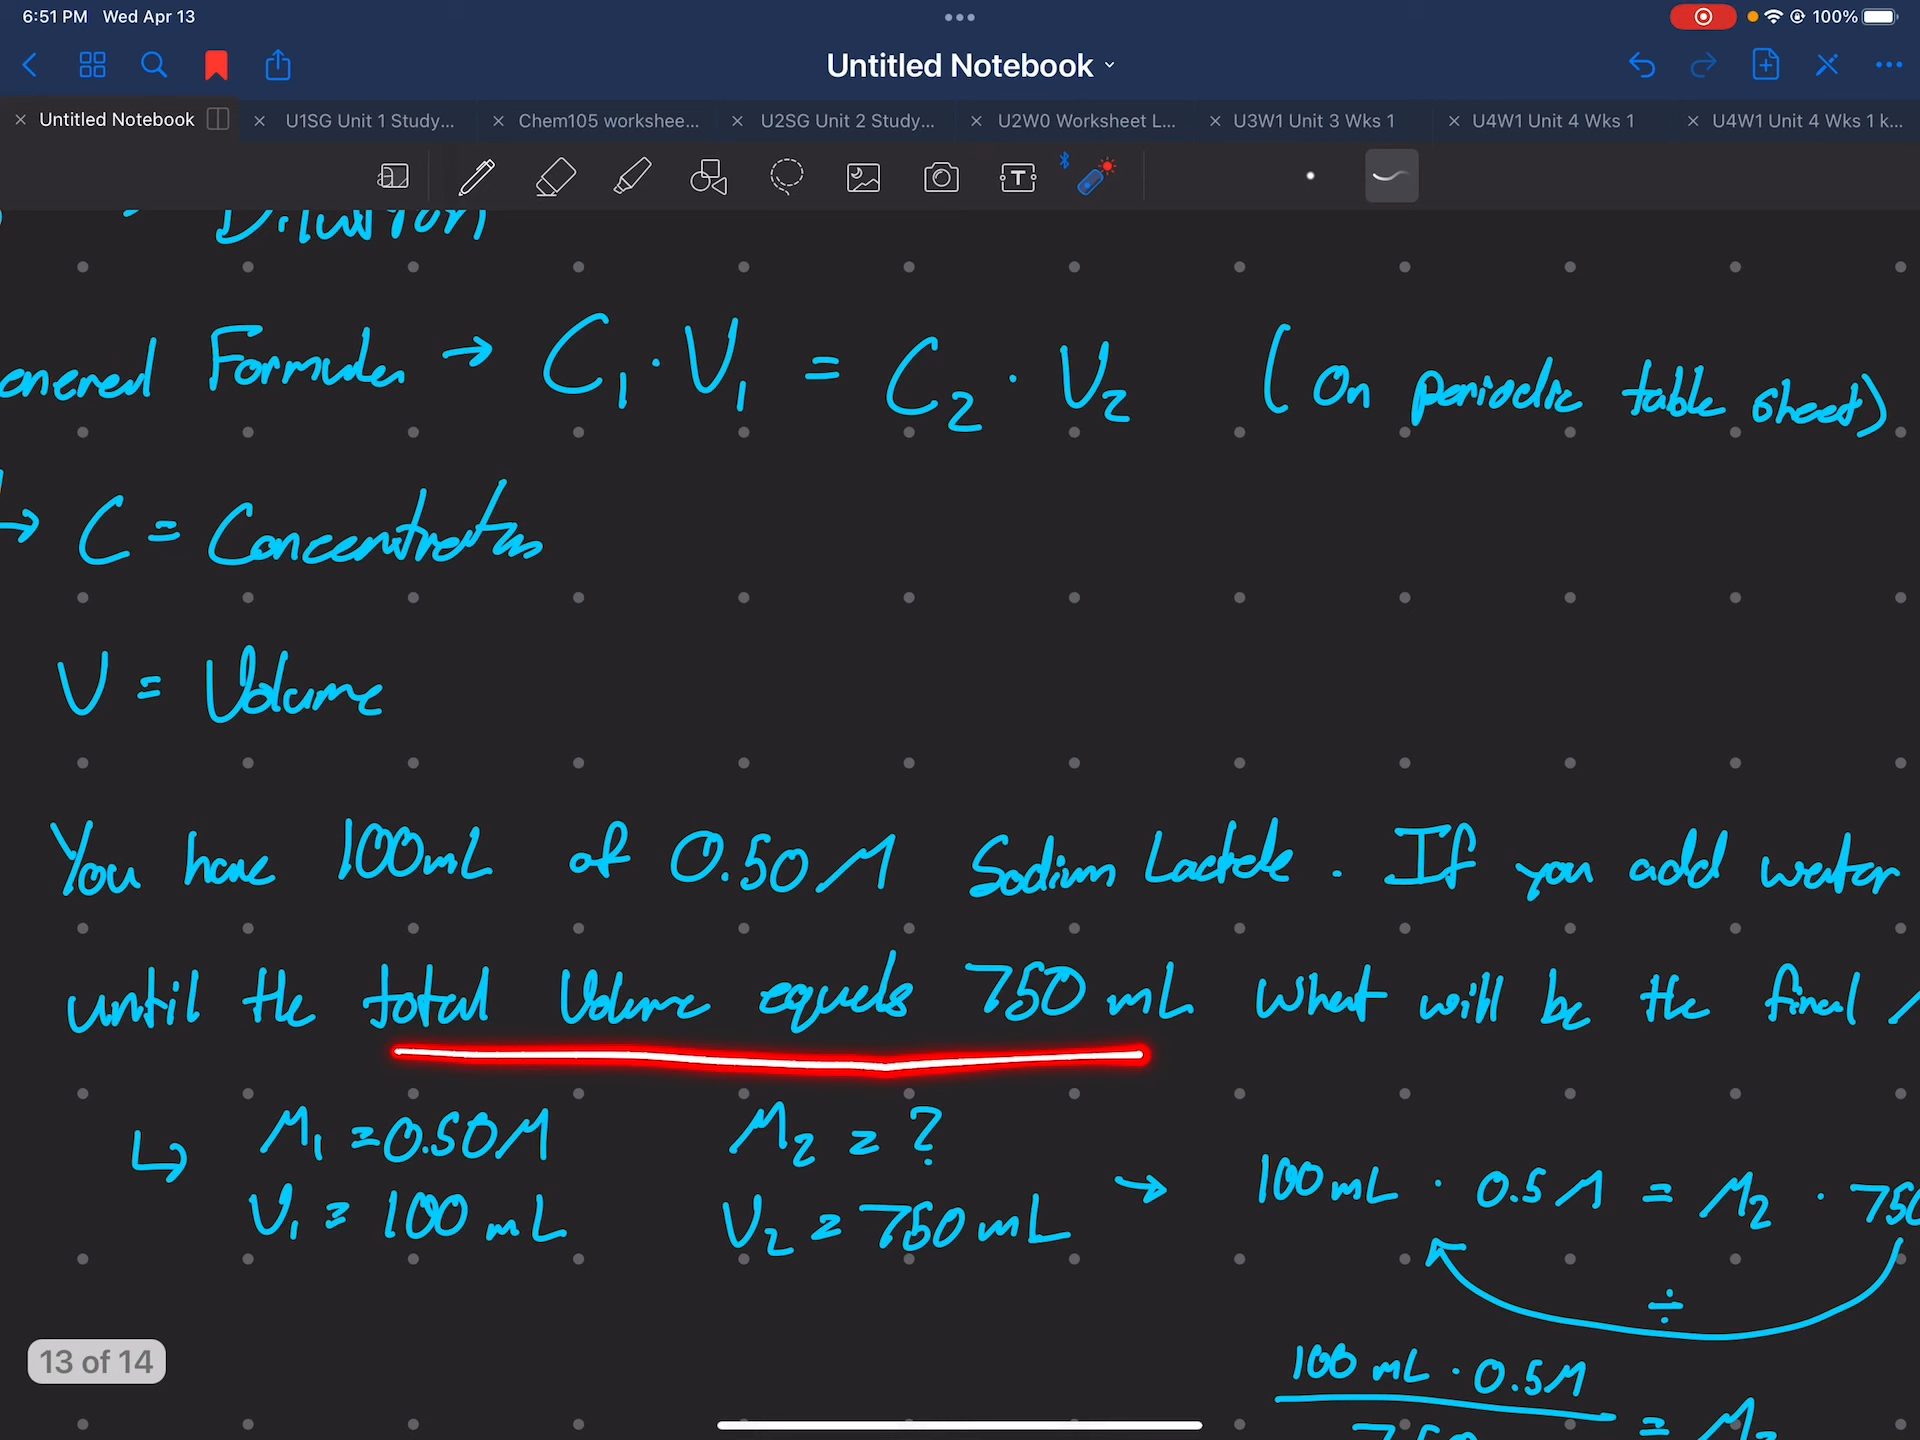 6:51 PM Wed Apr 13
100%
Untitled Notebook
Untitled Notebook
U1SG Unit 1 Study...
Chem105 workshee...
U2SG Unit 2 Study...
U2W0 Worksheet L...
U3W1 Unit 3 Wks 1
U4W1 Unit 4 Wks 1
U4W1 Unit 4 Wks 1 k...
T
Dilution
Formula → C₁ · V₁ = C₂ · V₂ (On periodic table sheet)
→ C = Concentration
V = Volume
You have 100mL of 0.50M Sodium Lactate. If you add water
until the total Volume equals 750 mL what will be the final
↳ M₁ = 0.50M M₂ = ?
V₁ = 100 mL V₂ = 750 mL → 100mL · 0.5M = M₂ · 750
÷
100 mL · 0.5M
750 = M₂
13 of 14